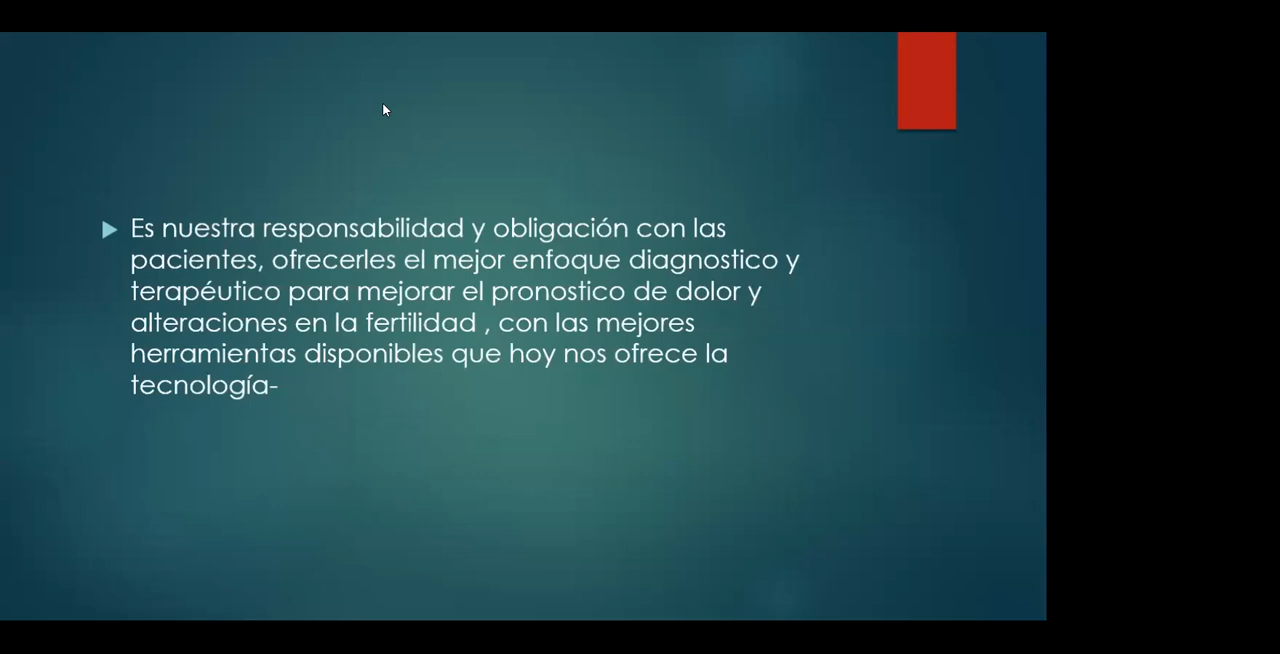 Es nuestra responsabilidad y obligación con las
pacientes, ofrecerles el mejor enfoque diagnostico y
terapéutico para mejorar el pronostico de dolor y
alteraciones en la fertilidad , con las mejores
herramientas disponibles que hoy nos ofrece la
tecnología-